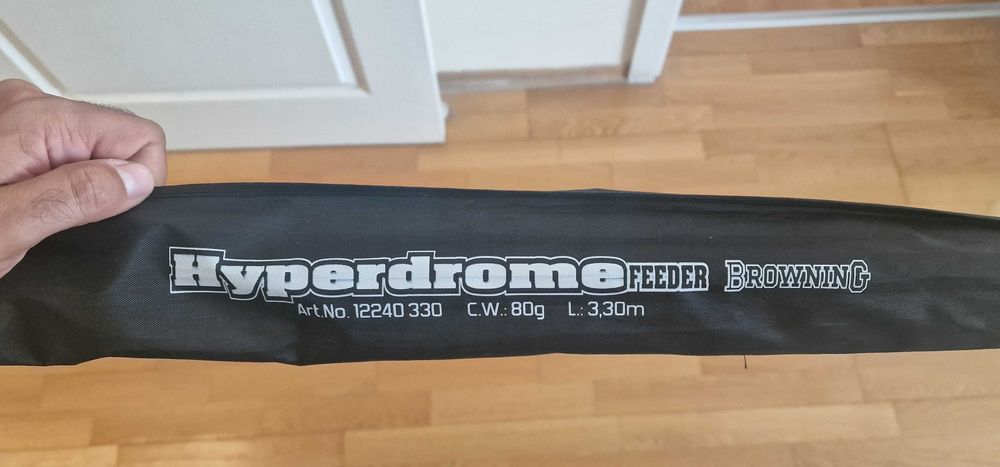 Hyperdrome FEEDER BROWNING
Art.No. 12240 330 C.W.: 80g L.: 3,30m